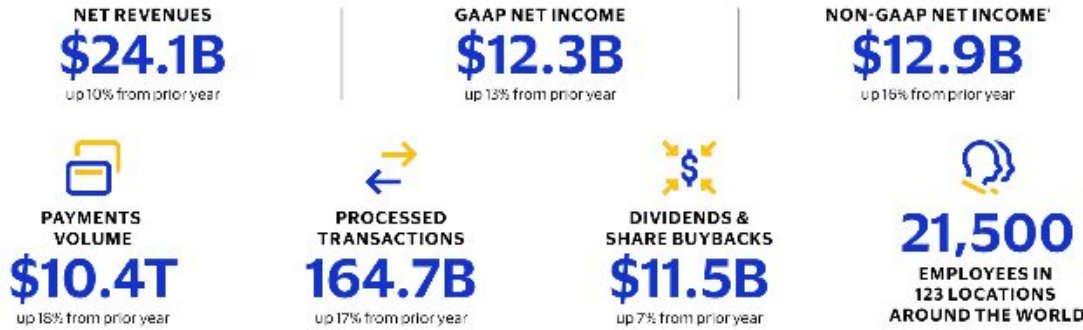 NET REVENUES
$24.1B
up 10% from prior year
GAAP NET INCOME
$12.3B
up 13% from prior year
NON-GAAP NET INCOME¹
$12.9B
up 16% from prior year
PAYMENTS
VOLUME
$10.4T
up 18% from prior year
PROCESSED
TRANSACTIONS
164.7B
up 17% from prior year
$
DIVIDENDS &
SHARE BUYBACKS
$11.5B
up 7% from prior year
21,500
EMPLOYEES IN
123 LOCATIONS
AROUND THE WORLD